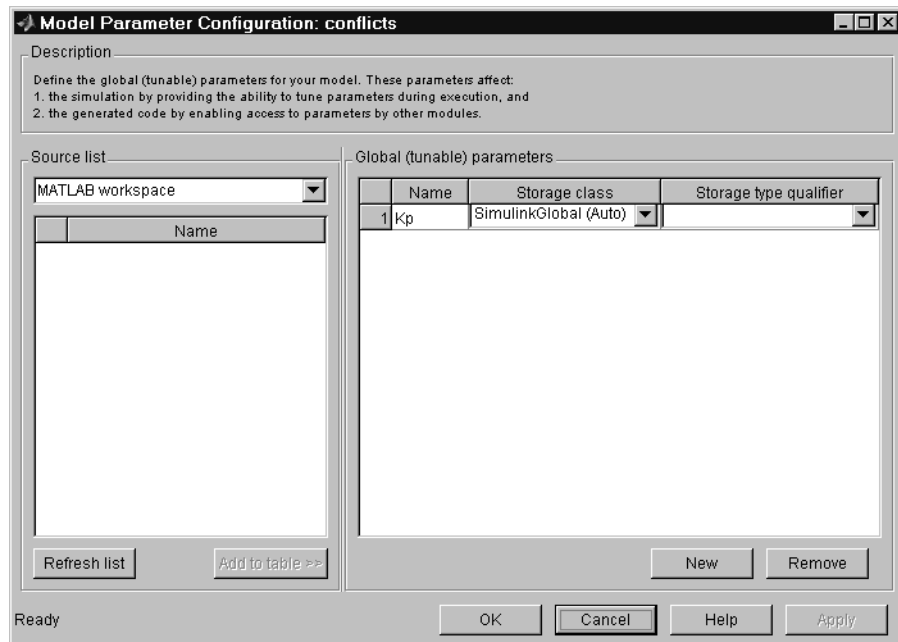 Model Parameter Configuration: conflicts
Description
Define the global (tunable) parameters for your model. These parameters affect:
1. the simulation by providing the ability to tune parameters during execution, and
2. the generated code by enabling access to parameters by other modules.
Source list
MATLAB workspace
Name
Refresh list
Add to table >>
Global (tunable) parameters
Name Storage class Storage type qualifier
1 Kp SimulinkGlobal (Auto)
New Remove
Ready
OK Cancel Help Apply